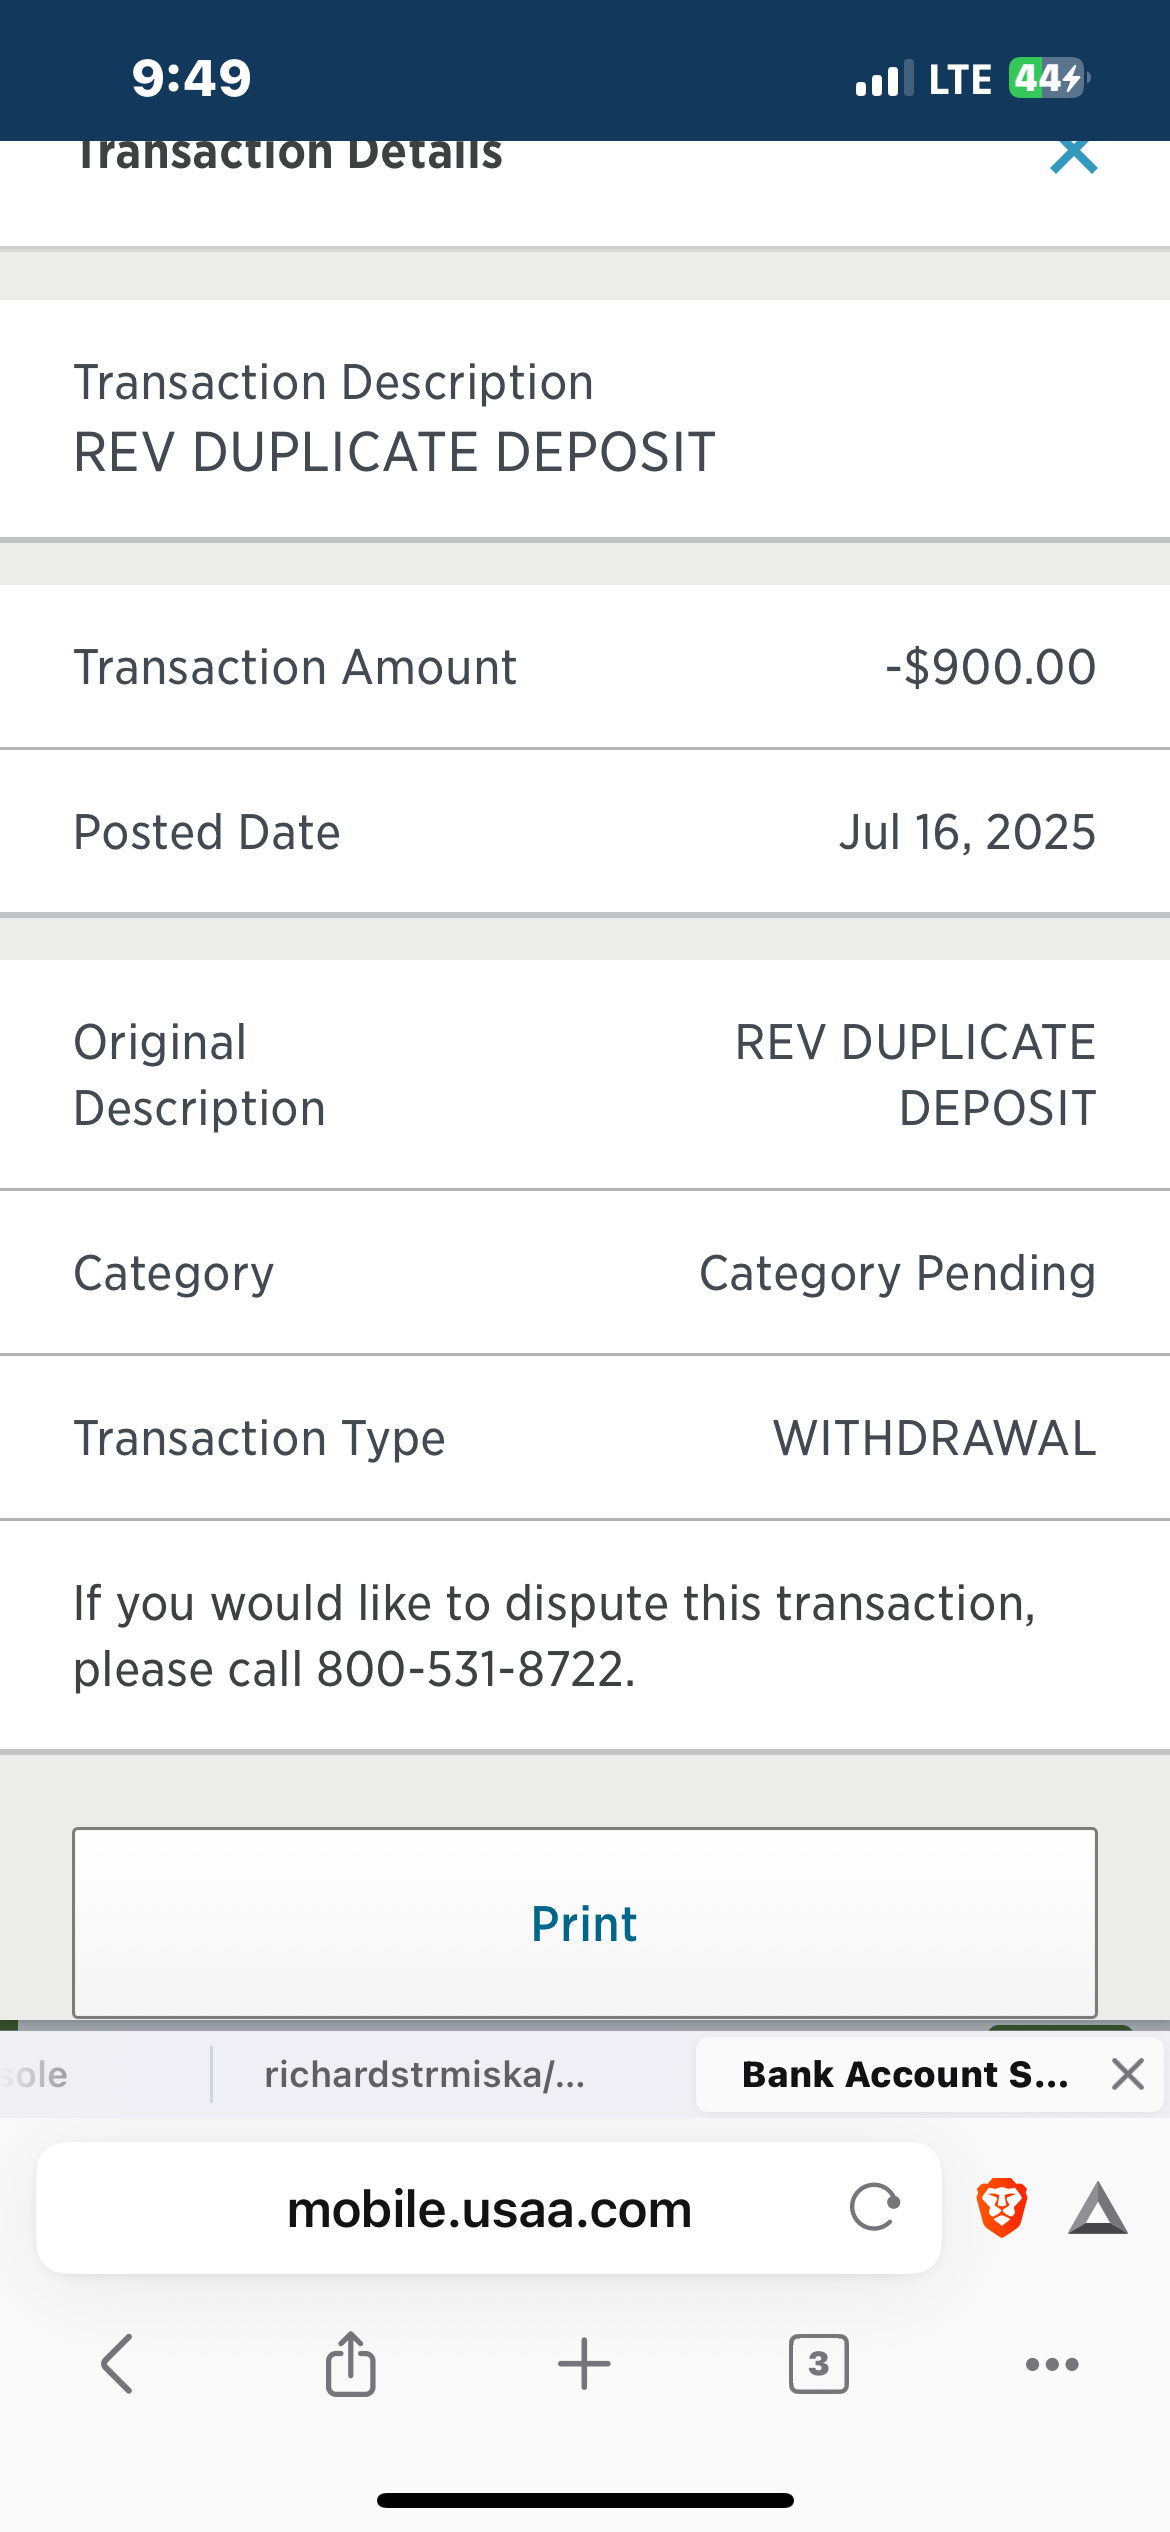 9:49
LTE 44
Transaction Details
Transaction Description
REV DUPLICATE DEPOSIT
Transaction Amount -$900.00
Posted Date Jul 16, 2025
Original REV DUPLICATE
Description DEPOSIT
Category Category Pending
Transaction Type WITHDRAWAL
If you would like to dispute this transaction,
please call 800-531-8722.
Print
sole richardstrmiska/... Bank Account S...
mobile.usaa.com
3